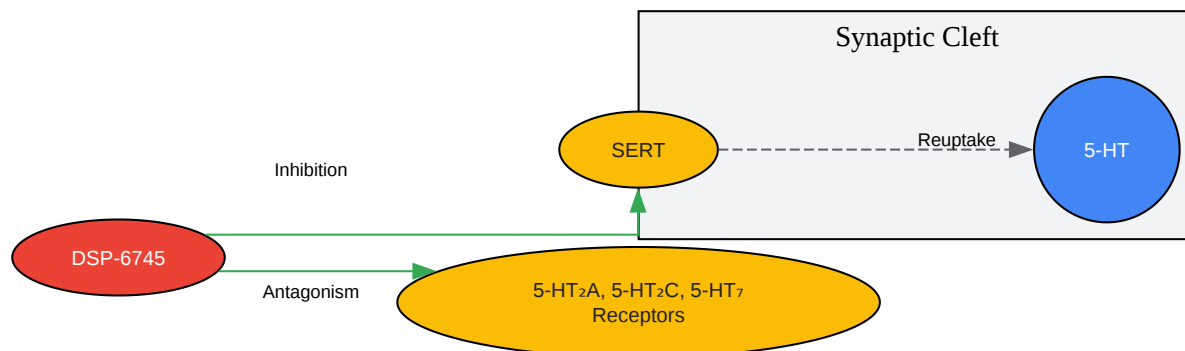 Synaptic Cleft
SERT
Reuptake
5-HT
Inhibition
DSP-6745
Antagonism
5-HT₂A, 5-HT₂C, 5-HT₇
Receptors